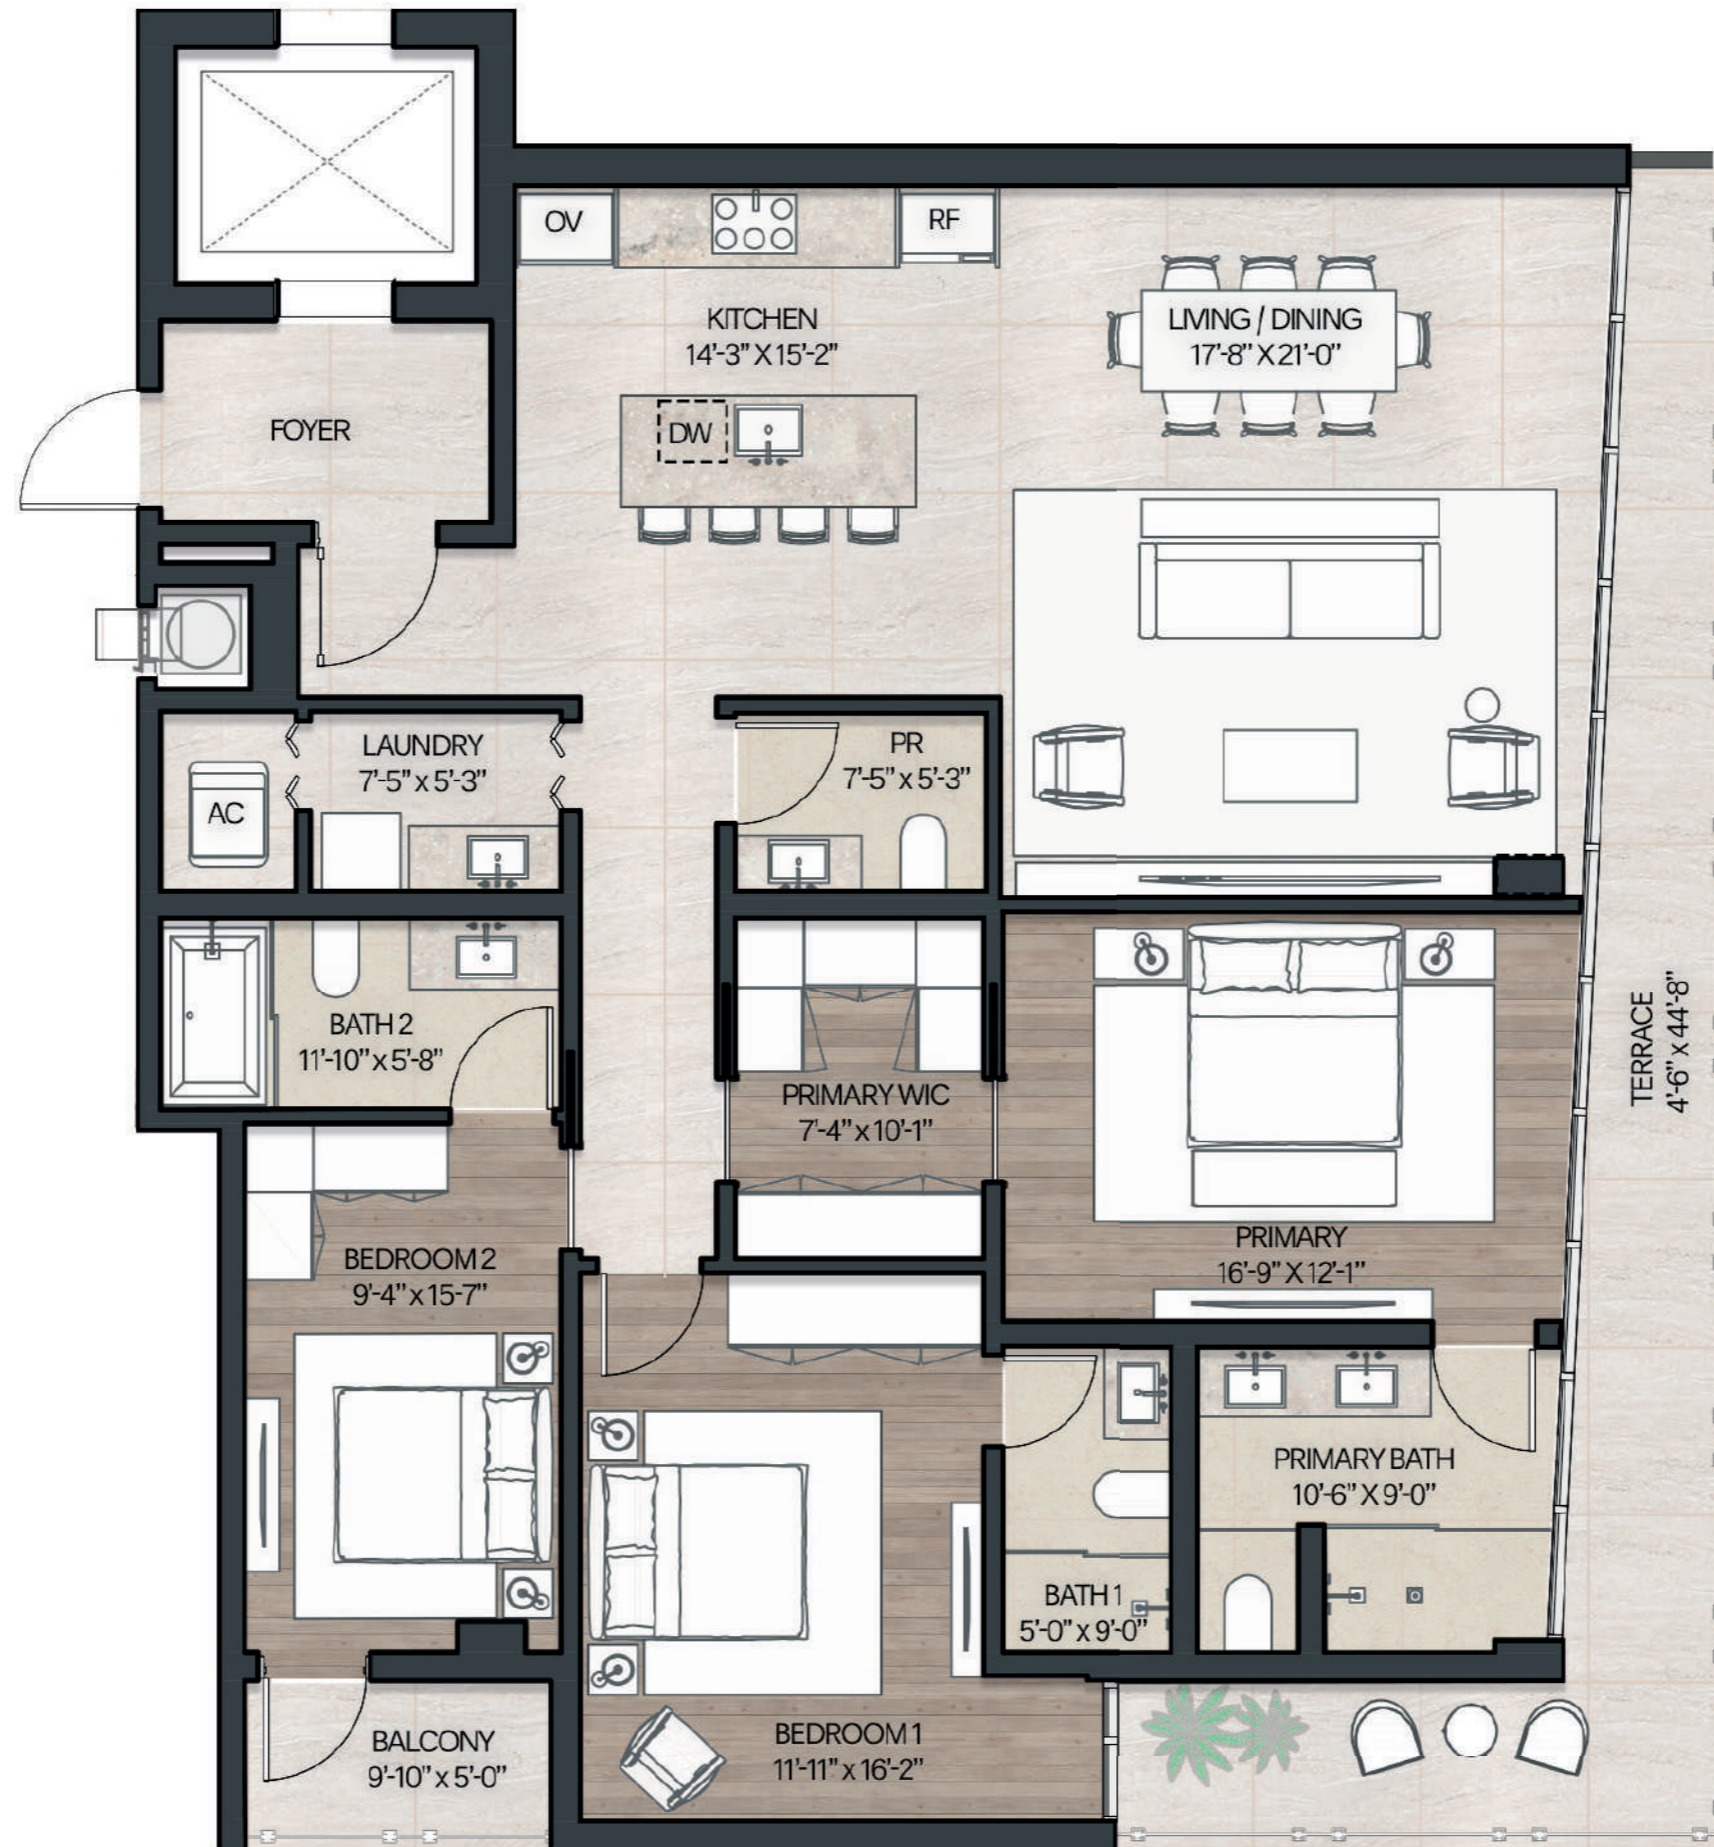 OV
RF
KITCHEN
14'-3" X 15'-2"
LIVING / DINING
17'-8" X 21'-0"
FOYER
DW
LAUNDRY
7'-5" x 5'-3"
PR
7'-5" x 5'-3"
AC
BATH 2
11'-10" x 5'-8"
PRIMARY WIC
7'-4" x 10'-1"
TERRACE
4'-6" x 44'-8"
BEDROOM 2
9'-4" x 15-7"
PRIMARY
16'-9" X 12'-1"
PRIMARY BATH
10'-6" X 9'-0"
BATH 1
5'-0" x 9'-0"
BALCONY
9'-10" x 5'-0"
BEDROOM 1
11'-11" x 16'-2"